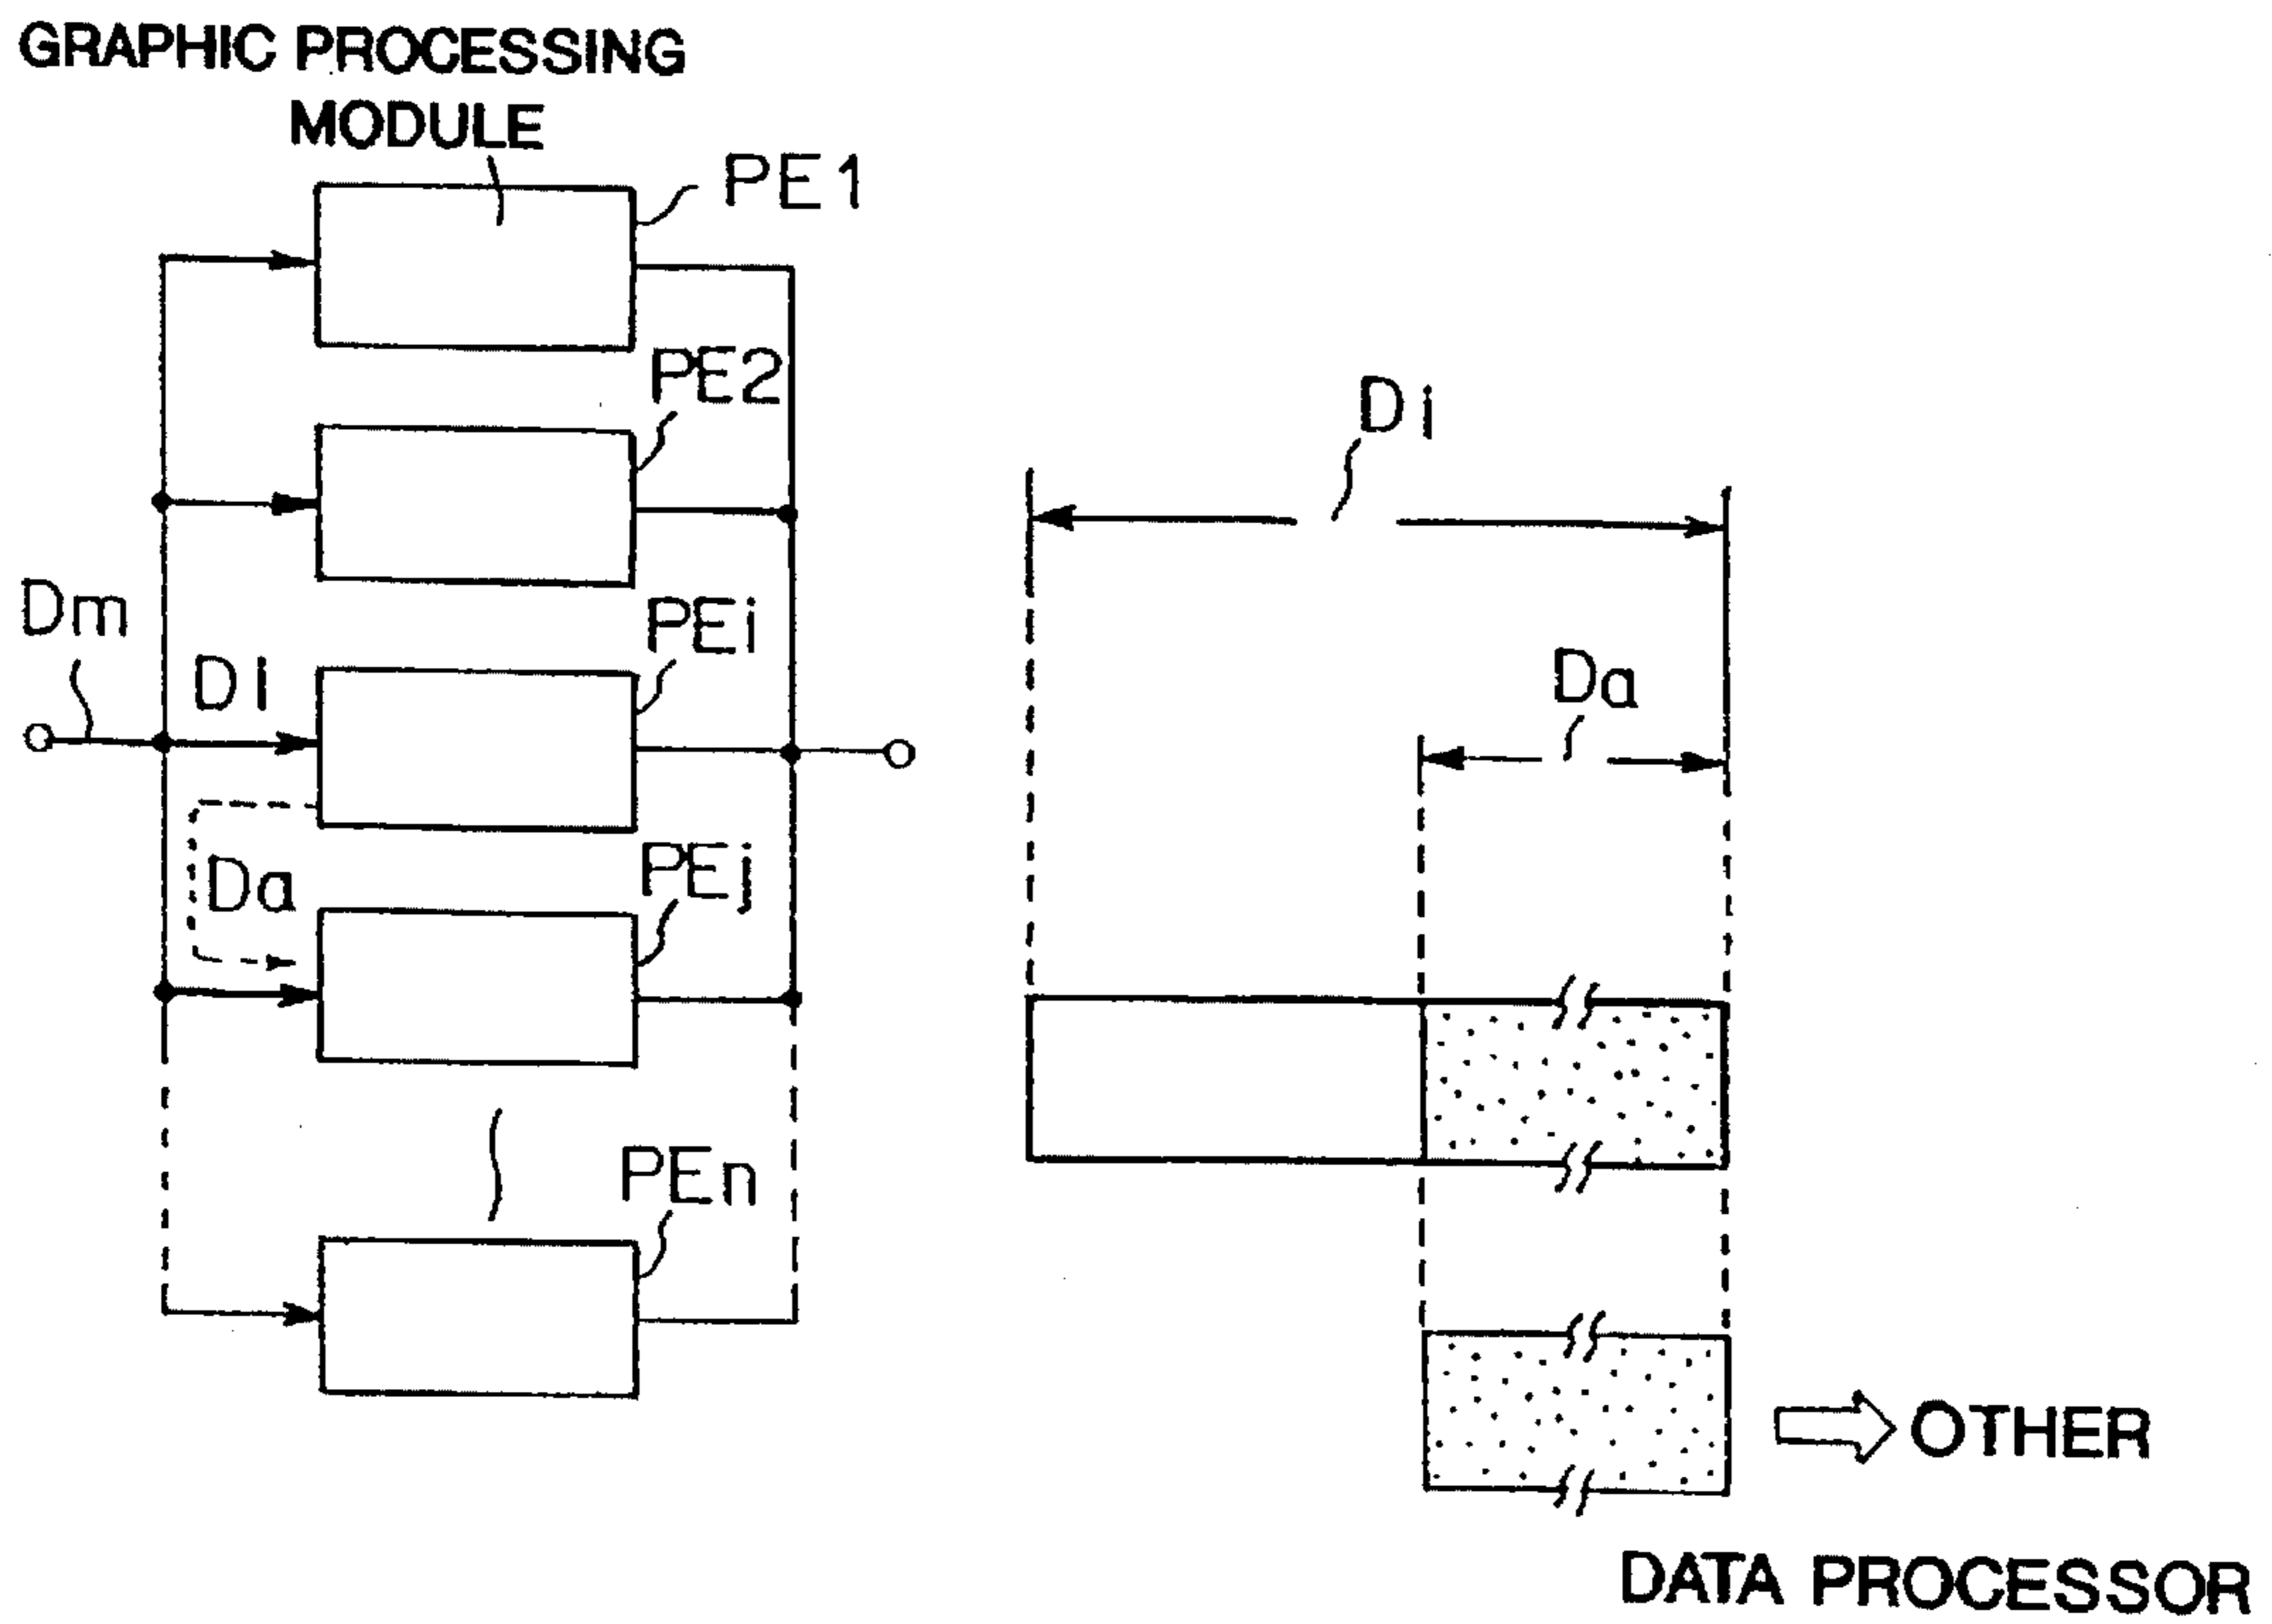 GRAPHIC PROCESSING
MODULE
PE1
PE2
Di
PEi
Dm
Di
Da
PEj
Da
PEn
OTHER
DATA PROCESSOR